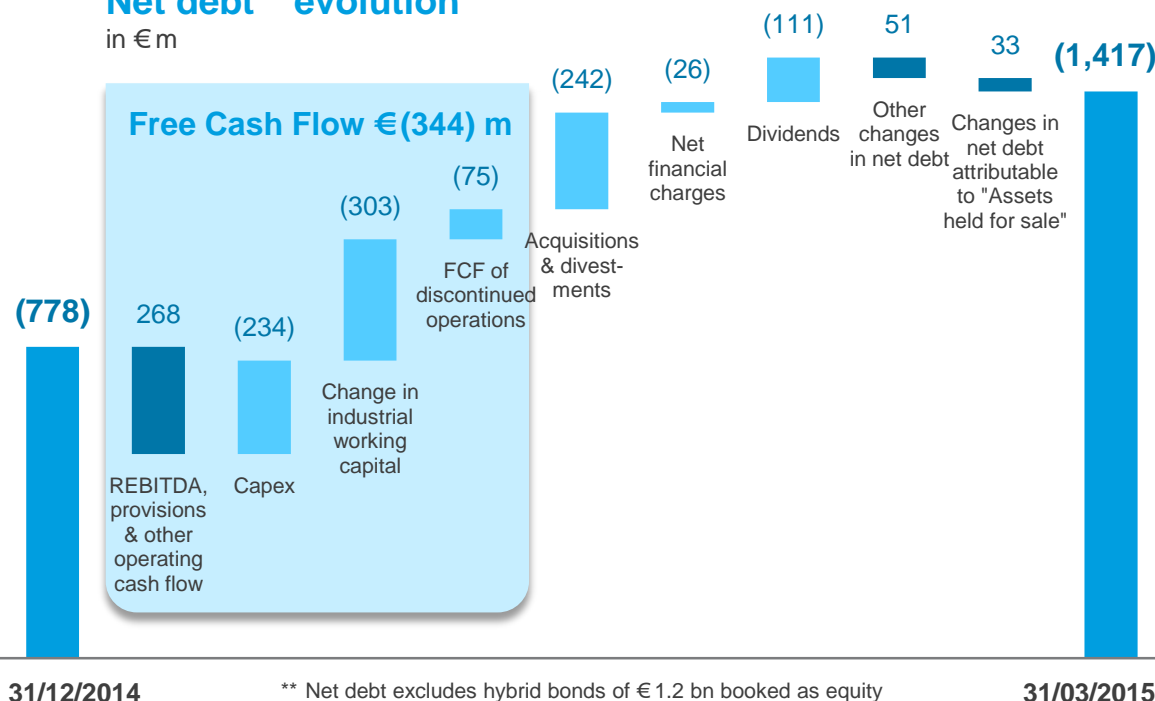 Net debt evolution
in € m
Free Cash Flow € (344) m
(778)
268
REBITDA,
provisions
& other
operating
cash flow
(234)
Capex
(303)
Change in
industrial
working
capital
(75)
FCF of
discontinued
operations
(242)
Acquisitions
& divest-
ments
(26)
Net
financial
charges
(111)
Dividends
51
Other
changes
in net debt
33
Changes in
net debt
attributable
to "Assets
held for sale"
(1,417)
31/12/2014
** Net debt excludes hybrid bonds of € 1.2 bn booked as equity
31/03/2015